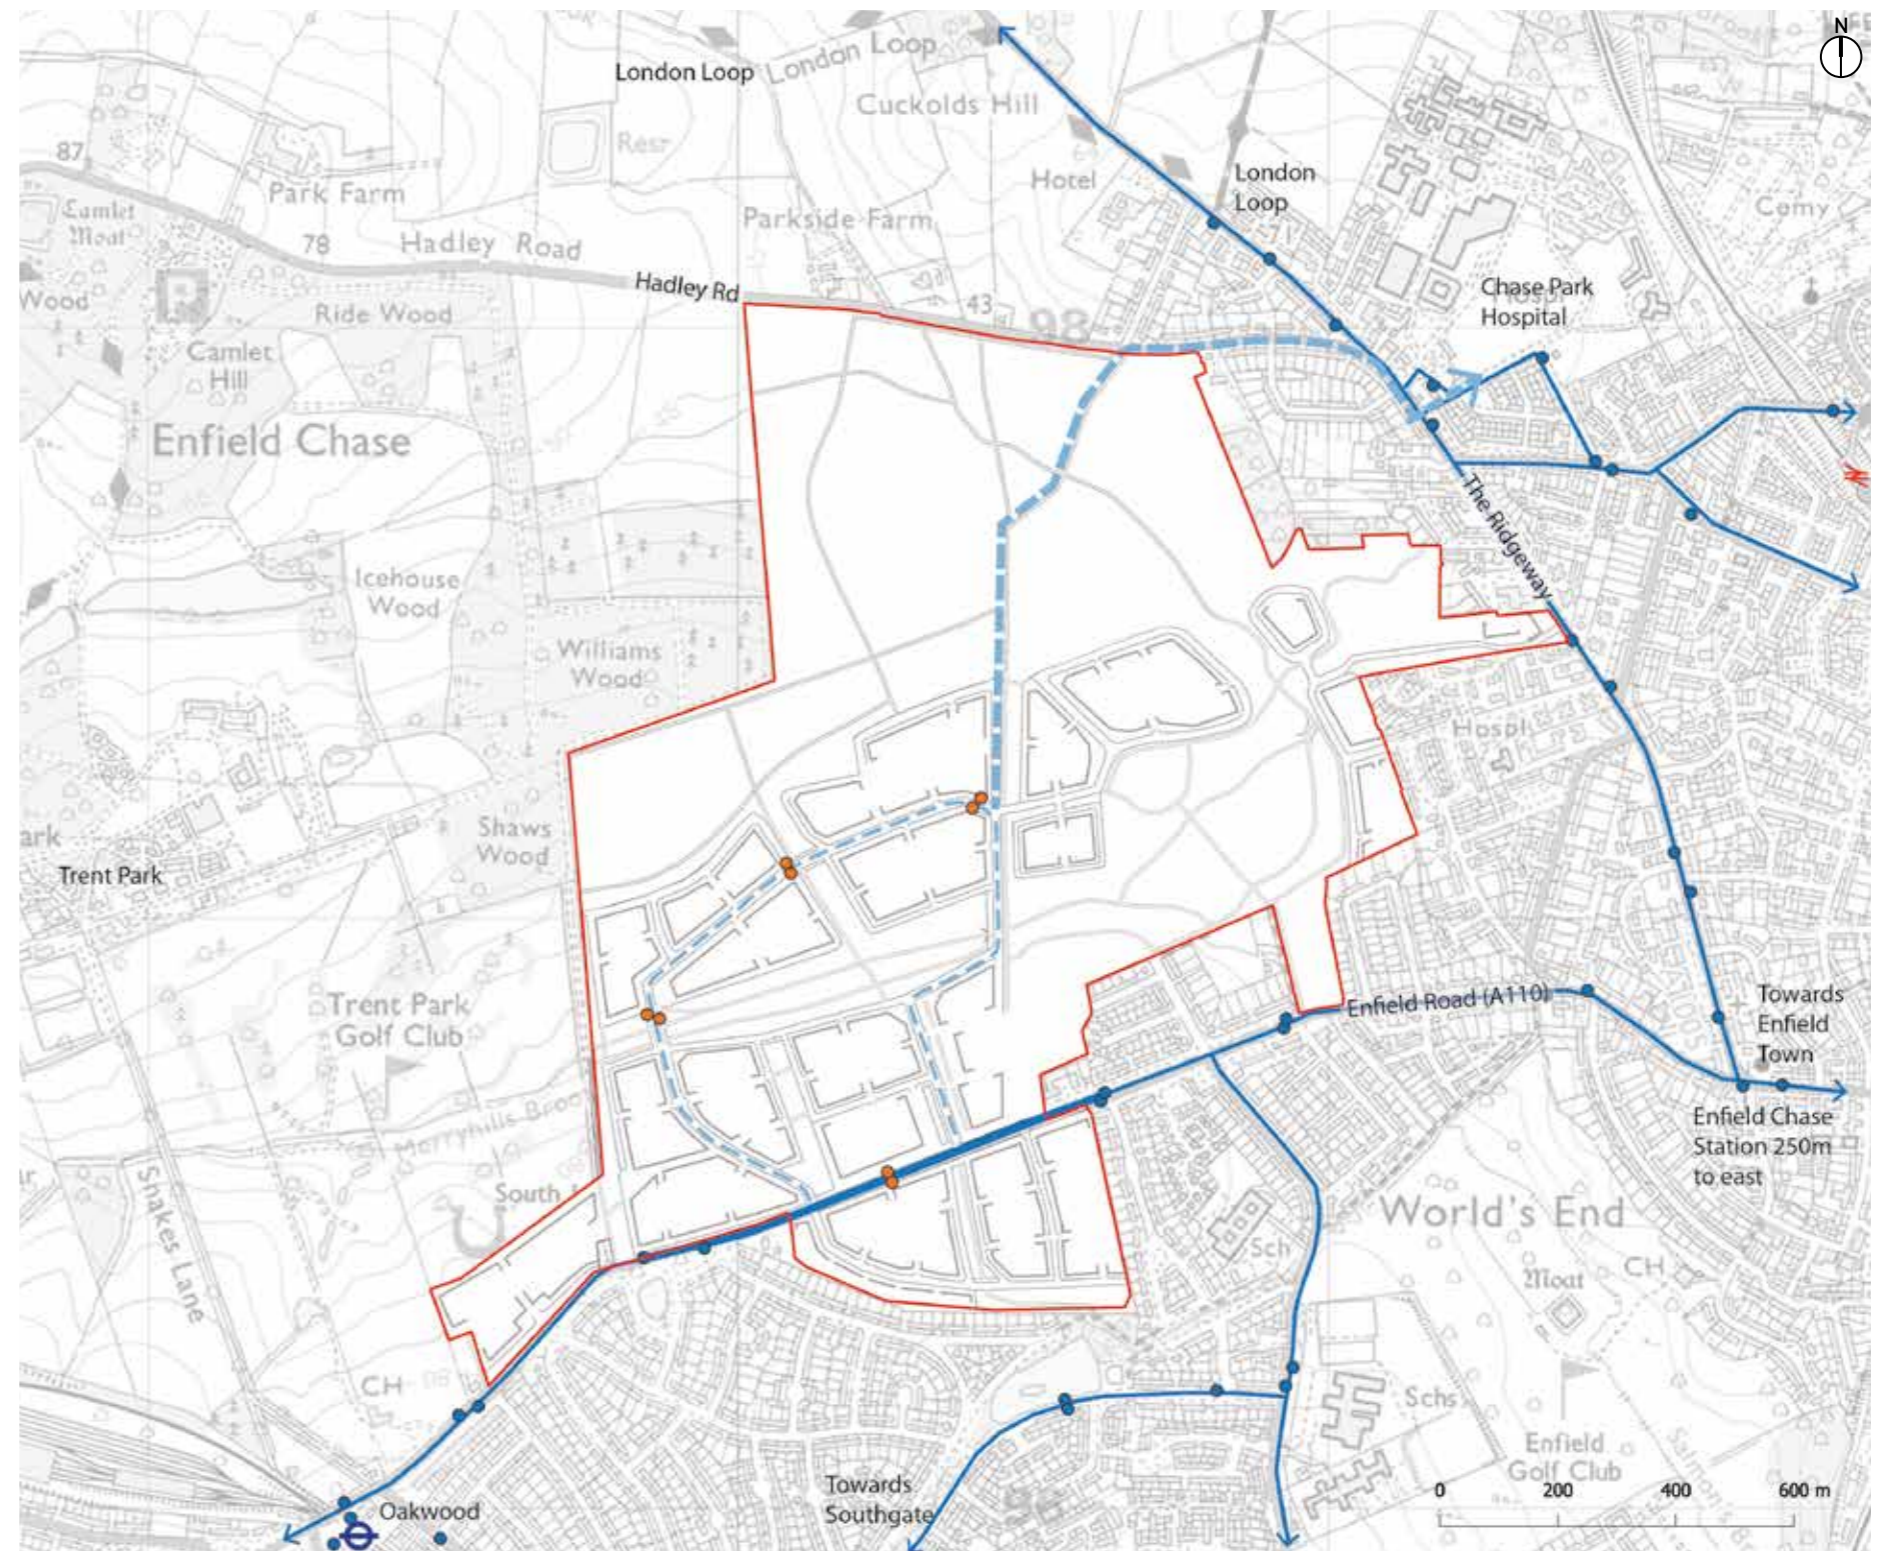 N
London Loop
London Loop
Cuckolds Hill
87
Park Farm
Camlet
Moat
78
Hadley Road
Hadley Rd
Parkside Farm
Hotel
London
Loop
Comy
Chase Park
Hospital
Wood
Ride Wood
43
98
Camlet
Hill
Enfield Chase
The Ridgeway
Icehouse
Wood
Williams
Wood
Hospl
Shaws
Wood
ark
Trent Park
Trent Park
Golf Club
Enfield Road (A110)
Towards
Enfield
Town
Merryhills Broo
Enfield Chase
Station 250m
to east
Shakes Lane
South
World's End
Sch
Moat
CH
CH
Schs
Enfield
Golf Club
Towards
Southgate
Oakwood
0 200 400 600 m